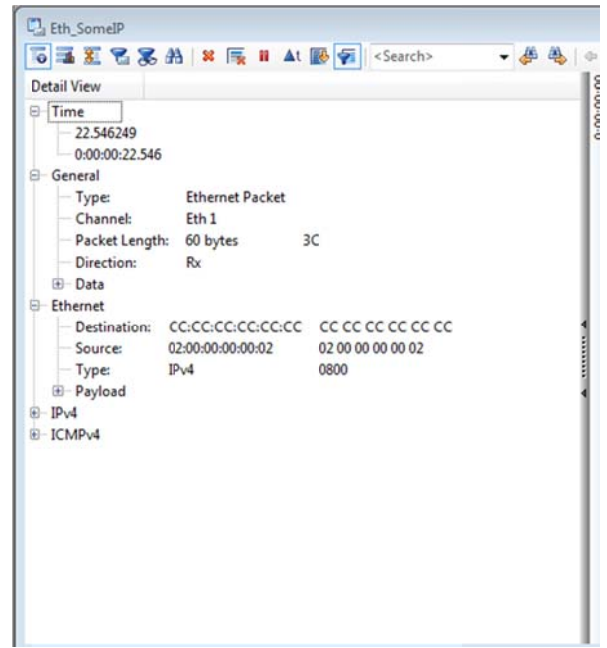 Eth_SomeIP
<Search>
Detail View
Time
22.546249
0:00:00:22.546
General
Type: Ethernet Packet
Channel: Eth 1
Packet Length: 60 bytes 3C
Direction: Rx
Data
Ethernet
Destination: CC:CC:CC:CC:CC:CC CC CC CC CC CC CC
Source: 02:00:00:00:00:02 02 00 00 00 00 02
Type: IPv4 0800
Payload
IPv4
ICMPv4